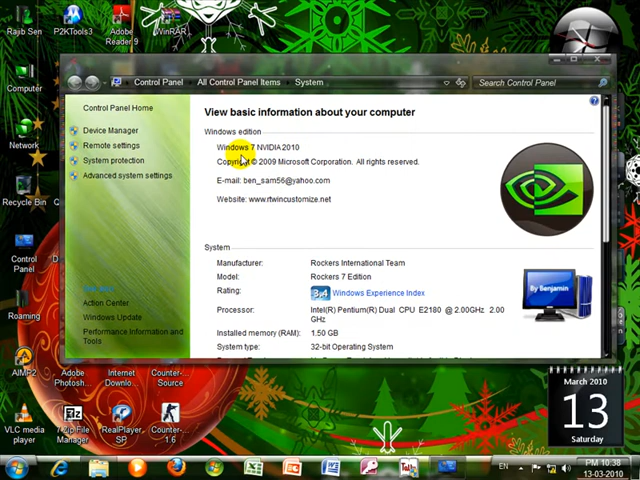 Rajib Sen
P2KTools3
Adobe
Reader 9
WinRAR
Computer
Network
Recycle Bin
Control
Panel
Roaming
AIMP2
Adobe
Photosh...
Internet
Downlo...
Counter-...
Source
VLC media
player
7 Zip File
Manager
RealPlayer
SP
Counter-...
1.6
Control Panel
All Control Panel Items
System
Search Control Panel
Control Panel Home
Device Manager
Remote settings
System protection
Advanced system settings
Action Center
Windows Update
Performance Information and
Tools
View basic information about your computer
Windows edition
Windows 7 NVIDIA 2010
Copyright © 2009 Microsoft Corporation. All rights reserved.
E-mail: ben_sam56@yahoo.com
Website: www.rtwincustomize.net
System
Manufacturer: Rockers International Team
Model: Rockers 7 Edition
Rating: 3.4 Windows Experience Index
Processor: Intel(R) Pentium(R) Dual CPU E2180 @ 2.00GHz 2.00
GHz
Installed memory (RAM): 1.50 GB
System type: 32-bit Operating System
By Benjamin
March 2010
13
Saturday
EN
PM 10:38
13-03-2010